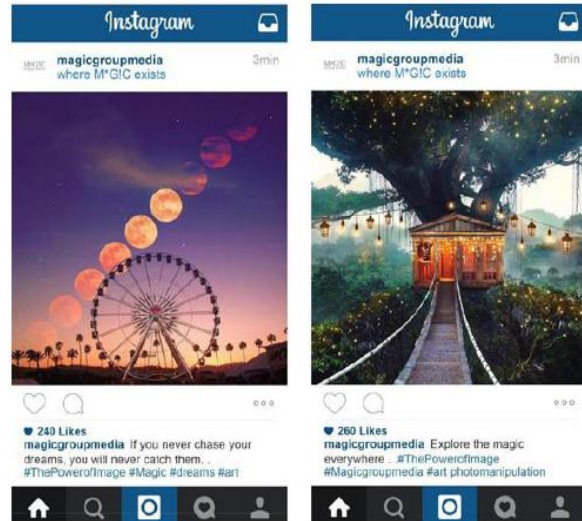 Instagram
magicgroupmedia
3min
where M*G!C exists
240 Likes
magicgroupmedia If you never chase your
dreams, you will never catch them. .
#ThePowerofImage #Magic #dreams #art
Instagram
magicgroupmedia
3min
where M*G!C exists
260 Likes
magicgroupmedia Explore the magic
everywhere . .#ThePowerofImage
#Magicgroupmedia #art photomanipulation